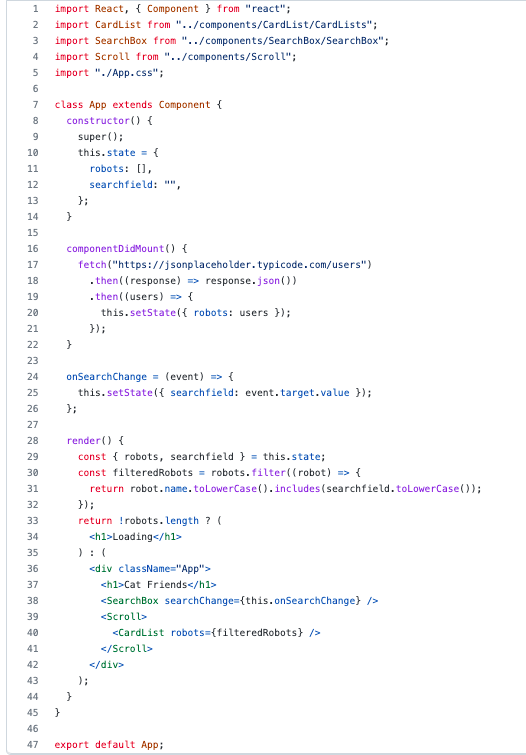 1 import React, { Component } from "react";
2 import CardList from "../components/CardList/CardLists";
3 import SearchBox from "../components/SearchBox/SearchBox";
4 import Scroll from "../components/Scroll";
5 import "./App.css";
6
7 class App extends Component {
8   constructor() {
9     super();
10     this.state = {
11       robots: [],
12       searchfield: "",
13     };
14   }
15
16   componentDidMount() {
17     fetch("https://jsonplaceholder.typicode.com/users")
18       .then((response) => response.json())
19       .then((users) => {
20         this.setState({ robots: users });
21       });
22   }
23
24   onSearchChange = (event) => {
25     this.setState({ searchfield: event.target.value });
26   };
27
28   render() {
29     const { robots, searchfield } = this.state;
30     const filteredRobots = robots.filter((robot) => {
31       return robot.name.toLowerCase().includes(searchfield.toLowerCase());
32     });
33     return !robots.length ? (
34       <h1>Loading</h1>
35     ) : (
36       <div className="App">
37         <h1>Cat Friends</h1>
38         <SearchBox searchChange={this.onSearchChange} />
39         <Scroll>
40           <CardList robots={filteredRobots} />
41         </Scroll>
42       </div>
43     );
44   }
45 }
46
47 export default App;